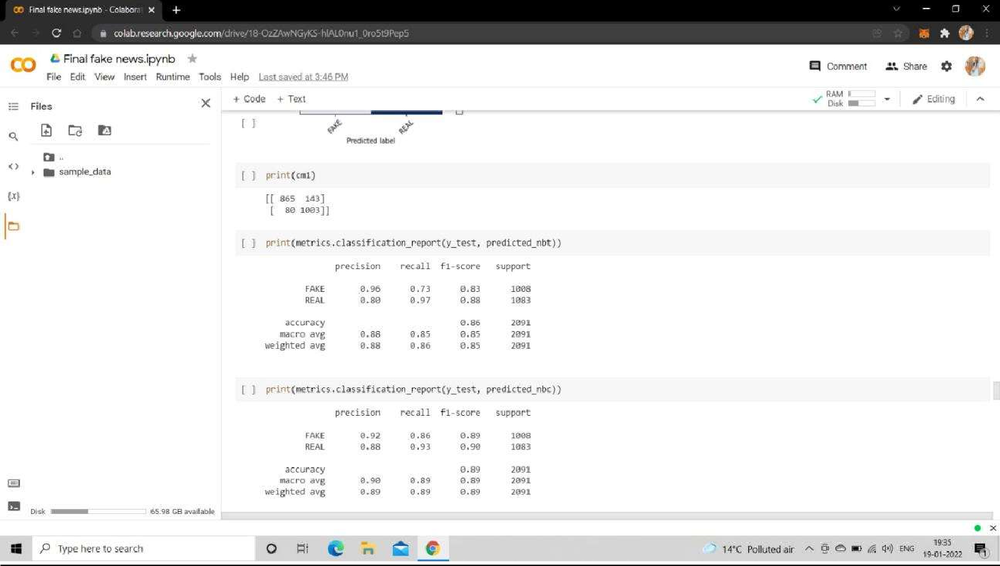 Final fake news.ipynb - Colabora
colab.research.google.com/drive/18-OzZAwNGyKS-hlAL0nu1_0ro5t9Pep5
Final fake news.ipynb
File Edit View Insert Runtime Tools Help Last saved at 3:46 PM
Comment Share
Files
+ Code + Text
RAM
Disk
Editing
[ ]
FAKE REAL
Predicted label
..
sample_data
{x}
[ ] print(cm1)
[[ 865 143]
[ 80 1003]]
[ ] print(metrics.classification_report(y_test, predicted_nbt))
precision recall f1-score support
FAKE 0.96 0.73 0.83 1008
REAL 0.80 0.97 0.88 1083
accuracy 0.86 2091
macro avg 0.88 0.85 0.85 2091
weighted avg 0.88 0.86 0.85 2091
[ ] print(metrics.classification_report(y_test, predicted_nbc))
precision recall f1-score support
FAKE 0.92 0.86 0.89 1008
REAL 0.88 0.93 0.90 1083
accuracy 0.89 2091
macro avg 0.90 0.89 0.89 2091
weighted avg 0.89 0.89 0.89 2091
Disk 65.98 GB available
Type here to search
14°C Polluted air
ENG
19:35
19-01-2022
1